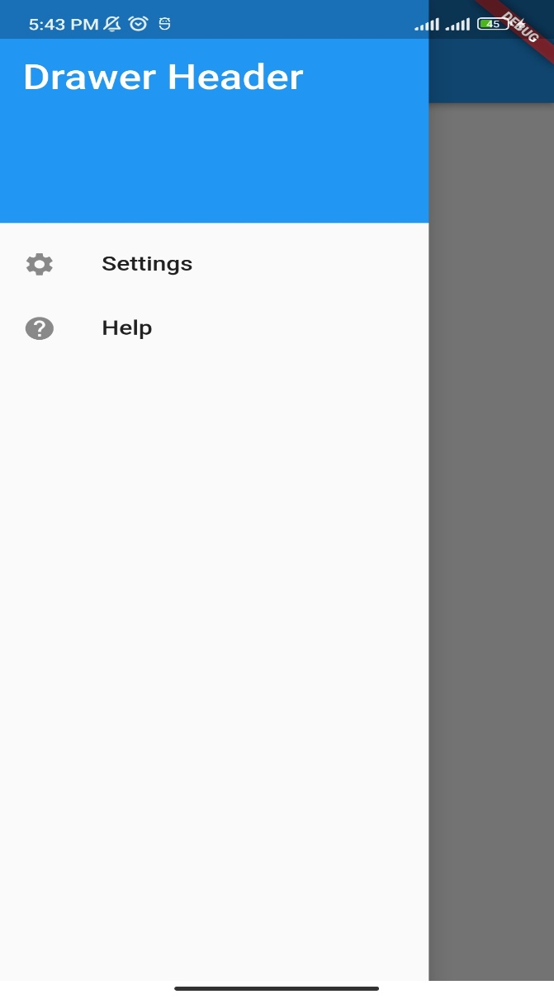 5:43 PM
45
DEBUG
Drawer Header
Settings
Help